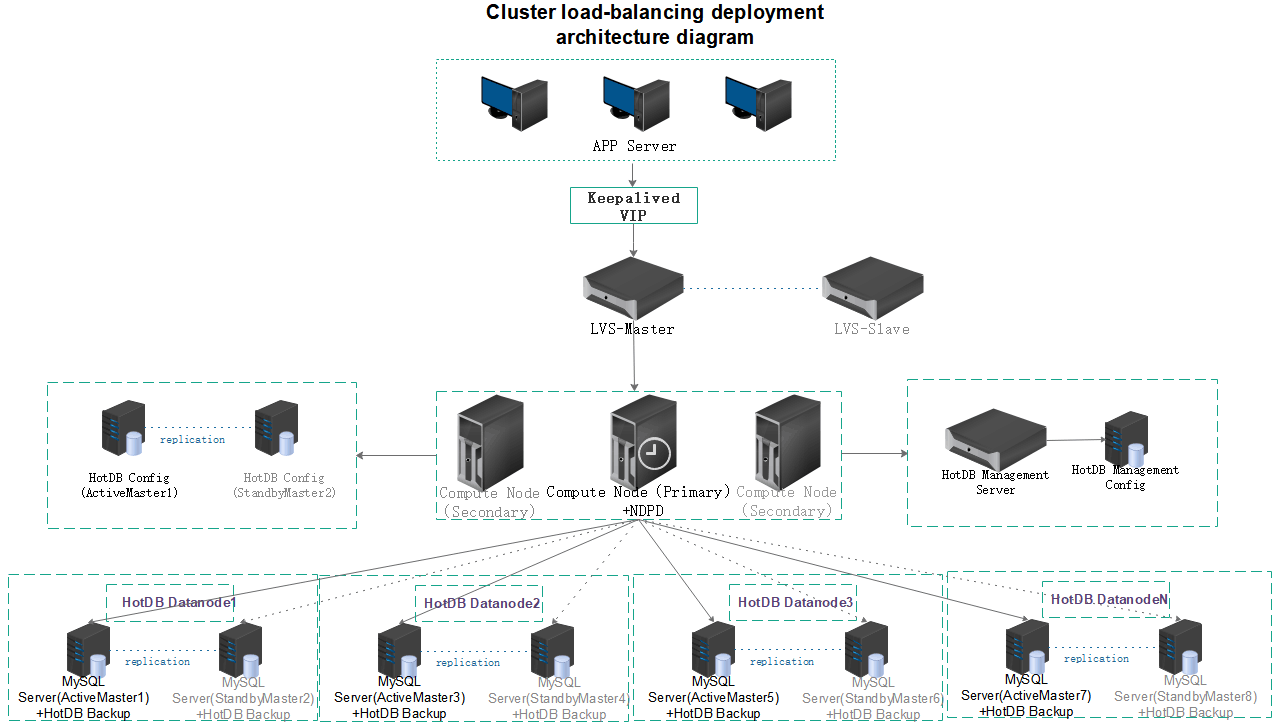 Cluster load-balancing deployment
architecture diagram
APP Server
Keepalived
VIP
LVS-Master
LVS-Slave
replication
HotDB Config
(ActiveMaster1)
HotDB Config
(StandbyMaster2)
Compute Node
(Secondary)
Compute Node (Primary)
+NDPD
Compute Node
(Secondary)
HotDB Management
Server
HotDB Management
Config
HotDB Datanode1
replication
MySQL
Server(ActiveMaster1)
+HotDB Backup
MySQL
Server(StandbyMaster2)
+HotDB Backup
HotDB Datanode2
replication
MySQL
Server(ActiveMaster3)
+HotDB Backup
MySQL
Server(StandbyMaster4)
+HotDB Backup
HotDB Datanode3
replication
MySQL
Server(ActiveMaster5)
+HotDB Backup
MySQL
Server(StandbyMaster6)
+HotDB Backup
HotDB DatanodeN
replication
MySQL
Server(ActiveMaster7)
+HotDB Backup
MySQL
Server(StandbyMaster8)
+HotDB Backup